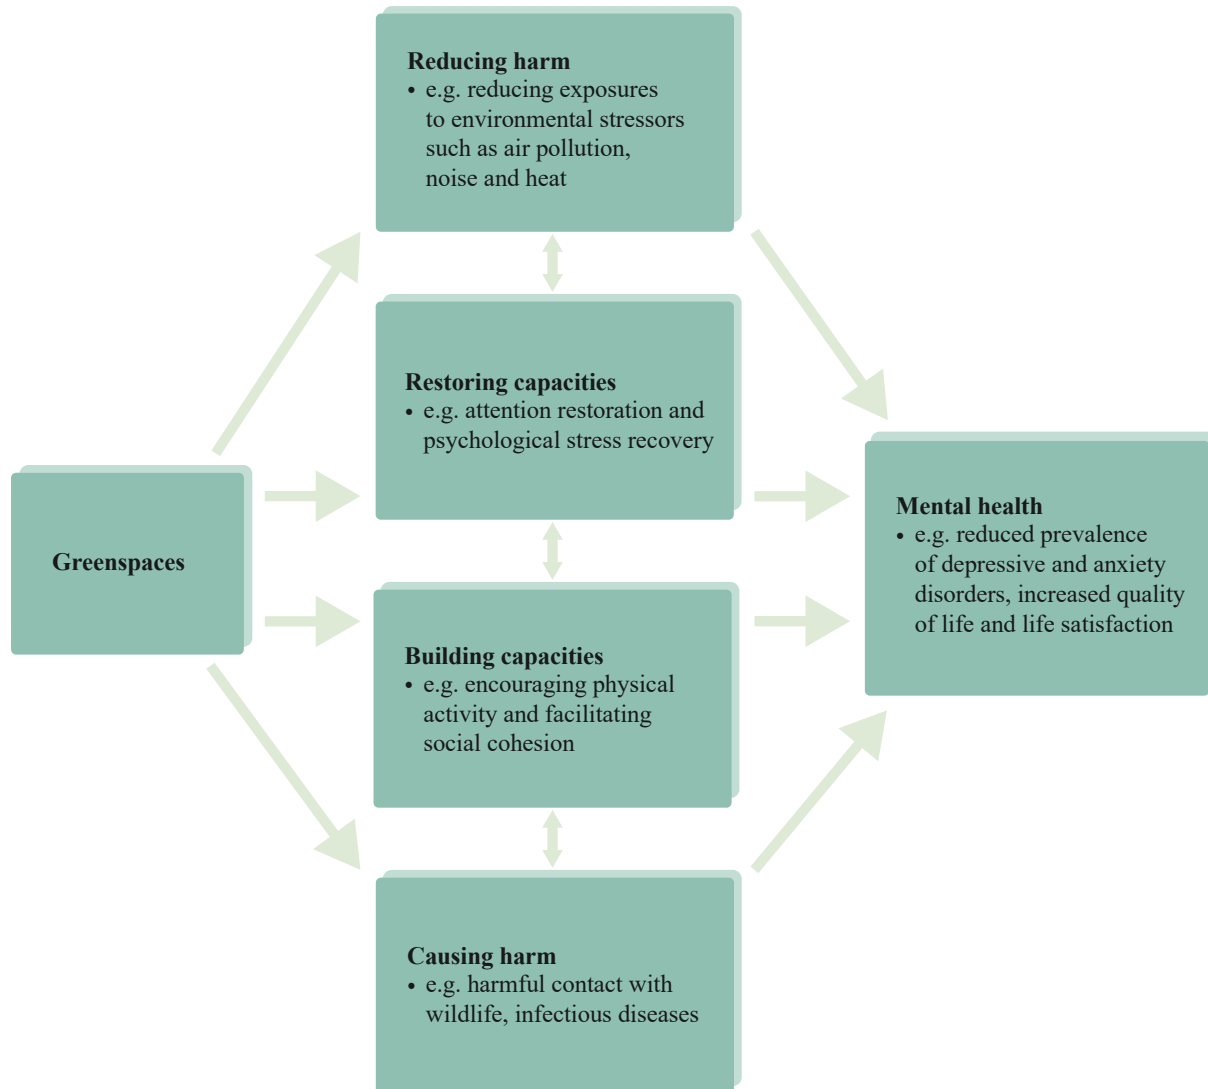 Reducing harm
• e.g. reducing exposures
to environmental stressors
such as air pollution,
noise and heat
Restoring capacities
• e.g. attention restoration and
psychological stress recovery
Greenspaces
Mental health
• e.g. reduced prevalence
of depressive and anxiety
disorders, increased quality
of life and life satisfaction
Building capacities
• e.g. encouraging physical
activity and facilitating
social cohesion
Causing harm
• e.g. harmful contact with
wildlife, infectious diseases